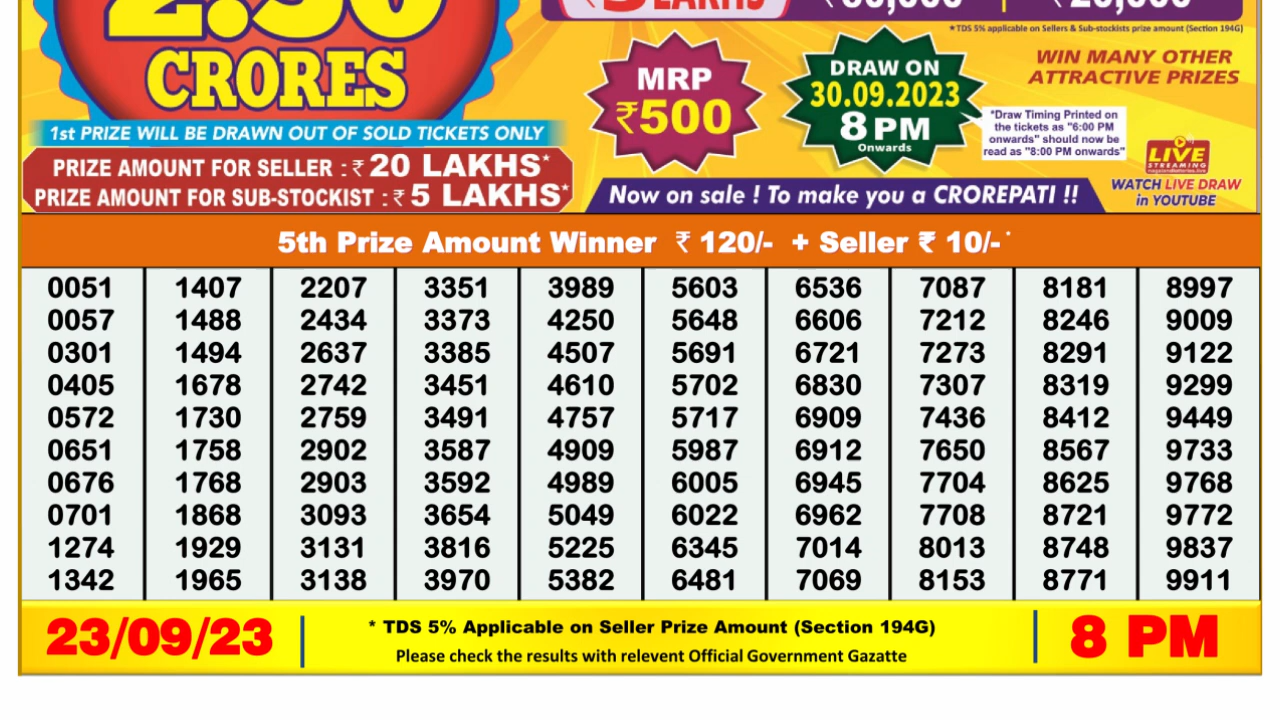 2.50
CRORES
1st PRIZE WILL BE DRAWN OUT OF SOLD TICKETS ONLY
PRIZE AMOUNT FOR SELLER : ₹ 20 LAKHS*
PRIZE AMOUNT FOR SUB-STOCKIST : ₹ 5 LAKHS*
LAKHS
*TDS 5% applicable on Sellers & Sub-stockists prize amount (Section 194G)
MRP
₹500
DRAW ON
30.09.2023
8 PM
Onwards
WIN MANY OTHER
ATTRACTIVE PRIZES
*Draw Timing Printed on
the tickets as "6:00 PM
onwards" should now be
read as "8:00 PM onwards"
LIVE
STREAMING
WATCH LIVE DRAW
in YOUTUBE
Now on sale ! To make you a CROREPATI !!
5th Prize Amount Winner ₹ 120/- + Seller ₹ 10/- *
0051 1407 2207 3351 3989 5603 6536 7087 8181 8997
0057 1488 2434 3373 4250 5648 6606 7212 8246 9009
0301 1494 2637 3385 4507 5691 6721 7273 8291 9122
0405 1678 2742 3451 4610 5702 6830 7307 8319 9299
0572 1730 2759 3491 4757 5717 6909 7436 8412 9449
0651 1758 2902 3587 4909 5987 6912 7650 8567 9733
0676 1768 2903 3592 4989 6005 6945 7704 8625 9768
0701 1868 3093 3654 5049 6022 6962 7708 8721 9772
1274 1929 3131 3816 5225 6345 7014 8013 8748 9837
1342 1965 3138 3970 5382 6481 7069 8153 8771 9911
23/09/23
* TDS 5% Applicable on Seller Prize Amount (Section 194G)
Please check the results with relevent Official Government Gazatte
8 PM